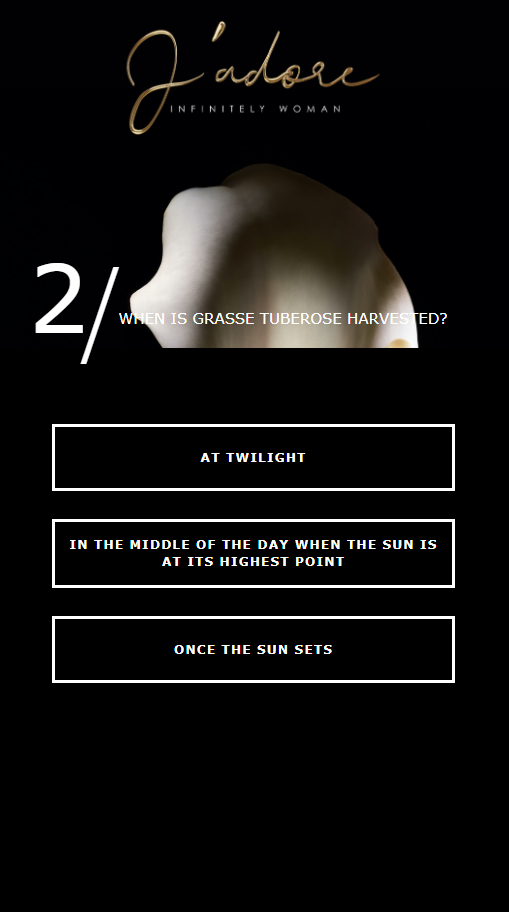 J'adore
INFINITELY WOMAN
2/
WHEN IS GRASSE TUBEROSE HARVESTED?
AT TWILIGHT
IN THE MIDDLE OF THE DAY WHEN THE SUN IS
AT ITS HIGHEST POINT
ONCE THE SUN SETS